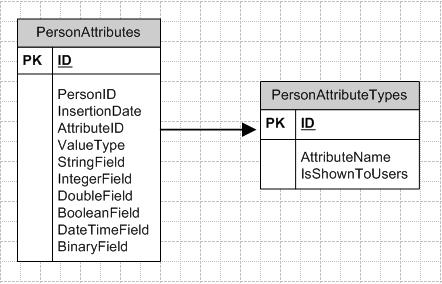 PersonAttributes
PK ID
PersonID
InsertionDate
AttributeID
ValueType
StringField
IntegerField
DoubleField
BooleanField
DateTimeField
BinaryField
PersonAttributeTypes
PK ID
AttributeName
IsShownToUsers